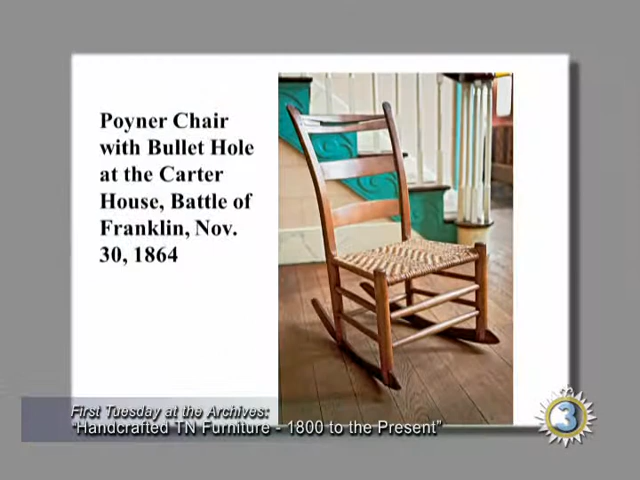 Poyner Chair
with Bullet Hole
at the Carter
House, Battle of
Franklin, Nov.
30, 1864
First Tuesday at the Archives:
"Handcrafted TN Furniture - 1800 to the Present"
3